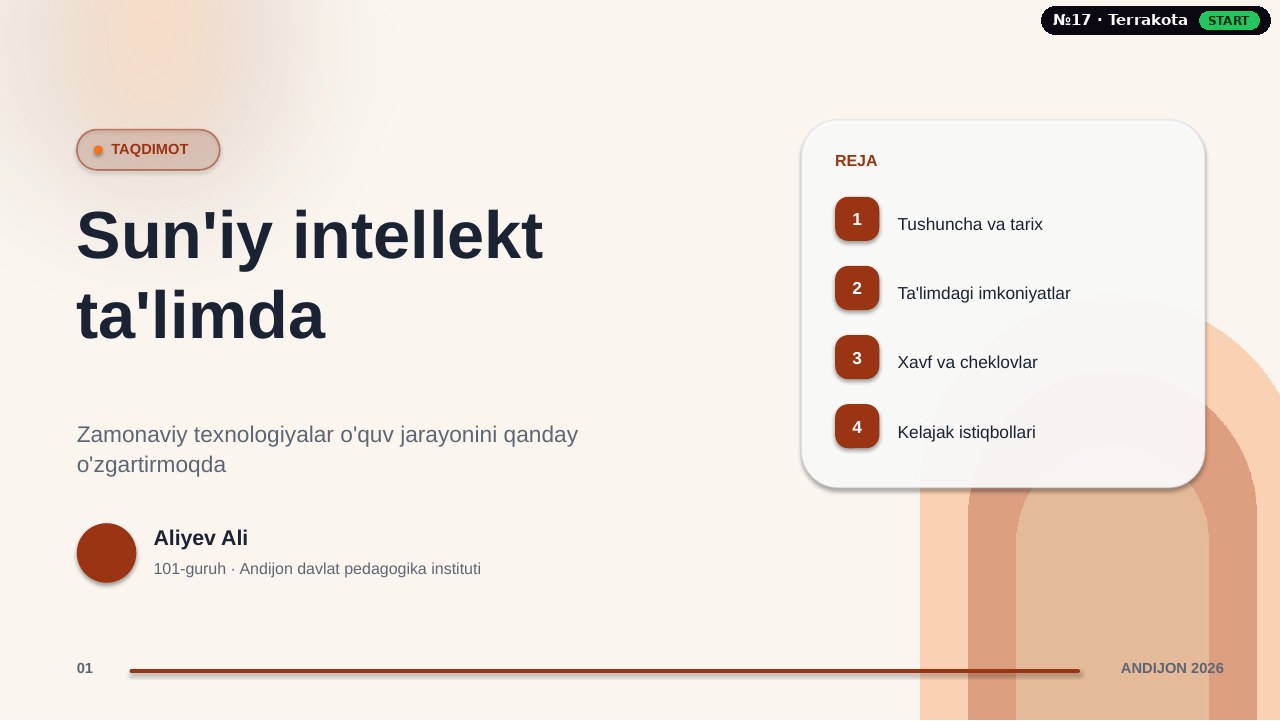 №17 · Terrakota START
TAQDIMOT
Sun'iy intellekt
ta'limda
Zamonaviy texnologiyalar o'quv jarayonini qanday
o'zgartirmoqda
Aliyev Ali
101-guruh · Andijon davlat pedagogika instituti
REJA
1 Tushuncha va tarix
2 Ta'limdagi imkoniyatlar
3 Xavf va cheklovlar
4 Kelajak istiqbollari
01
ANDIJON 2026